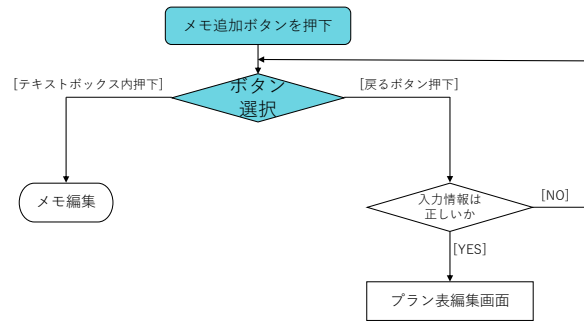 メモ追加ボタンを押下
[テキストボックス内押下]
[戻るボタン押下]
ボタン
選択
メモ編集
入力情報は
正しいか
[NO]
[YES]
プラン表編集画面